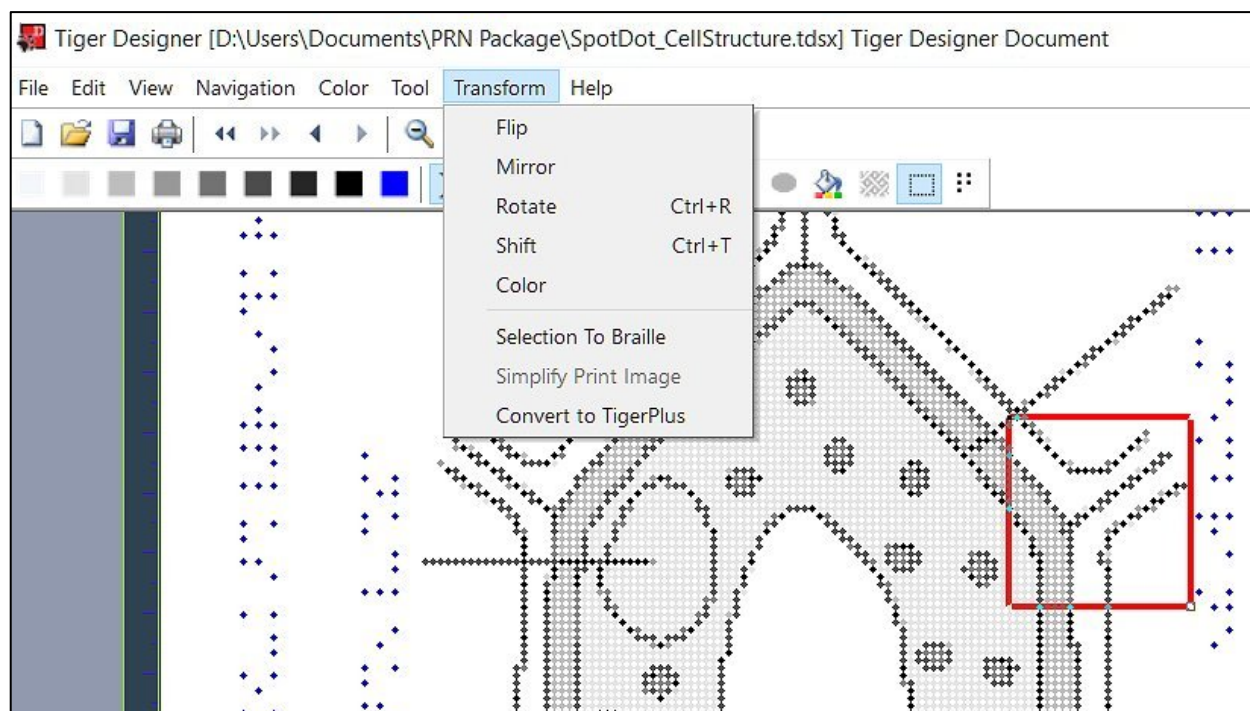 Tiger Designer [D:\Users\Documents\PRN Package\SpotDot_CellStructure.tdsx] Tiger Designer Document
File Edit View Navigation Color Tool Transform Help
Flip
Mirror
Rotate Ctrl+R
Shift Ctrl+T
Color
Selection To Braille
Simplify Print Image
Convert to TigerPlus